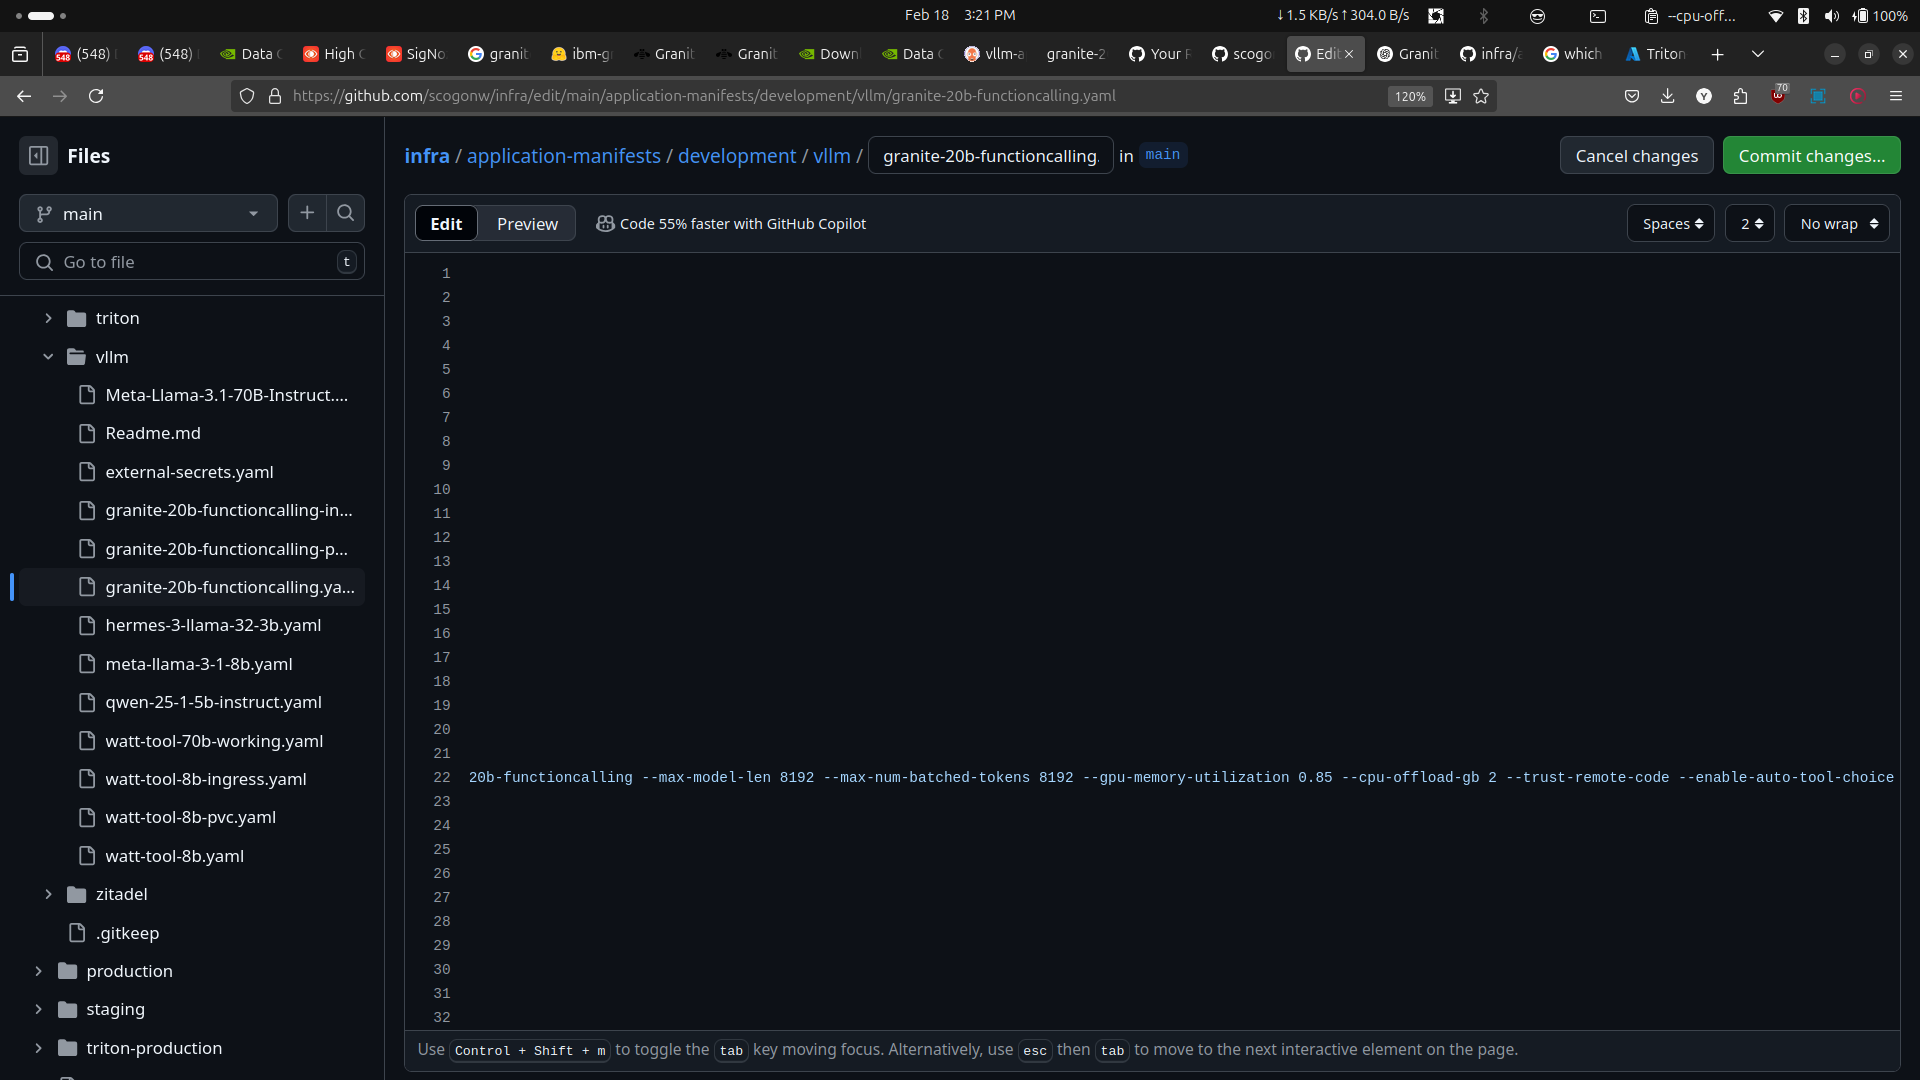 Feb 18 3:21 PM
↓1.5 KB/s↑304.0 B/s
--cpu-off...
100%
(548)
(548)
Data
High
SigNo
granit
ibm-gr
Granit
Granit
Down
Data
vllm-a
granite-2
Your
scogo
Edit
Granit
infra/
which
Triton
https://github.com/scogonw/infra/edit/main/application-manifests/development/vllm/granite-20b-functioncalling.yaml
120%
70
Files
infra / application-manifests / development / vllm / granite-20b-functioncalling. in main
Cancel changes
Commit changes...
main
Go to file
t
Edit
Preview
Code 55% faster with GitHub Copilot
Spaces
2
No wrap
triton
vllm
Meta-Llama-3.1-70B-Instruct....
Readme.md
external-secrets.yaml
granite-20b-functioncalling-in...
granite-20b-functioncalling-p...
granite-20b-functioncalling.ya...
hermes-3-llama-32-3b.yaml
meta-llama-3-1-8b.yaml
qwen-25-1-5b-instruct.yaml
watt-tool-70b-working.yaml
watt-tool-8b-ingress.yaml
watt-tool-8b-pvc.yaml
watt-tool-8b.yaml
zitadel
.gitkeep
production
staging
triton-production
1
2
3
4
5
6
7
8
9
10
11
12
13
14
15
16
17
18
19
20
21
22 20b-functioncalling --max-model-len 8192 --max-num-batched-tokens 8192 --gpu-memory-utilization 0.85 --cpu-offload-gb 2 --trust-remote-code --enable-auto-tool-choice
23
24
25
26
27
28
29
30
31
32
Use Control + Shift + m to toggle the tab key moving focus. Alternatively, use esc then tab to move to the next interactive element on the page.